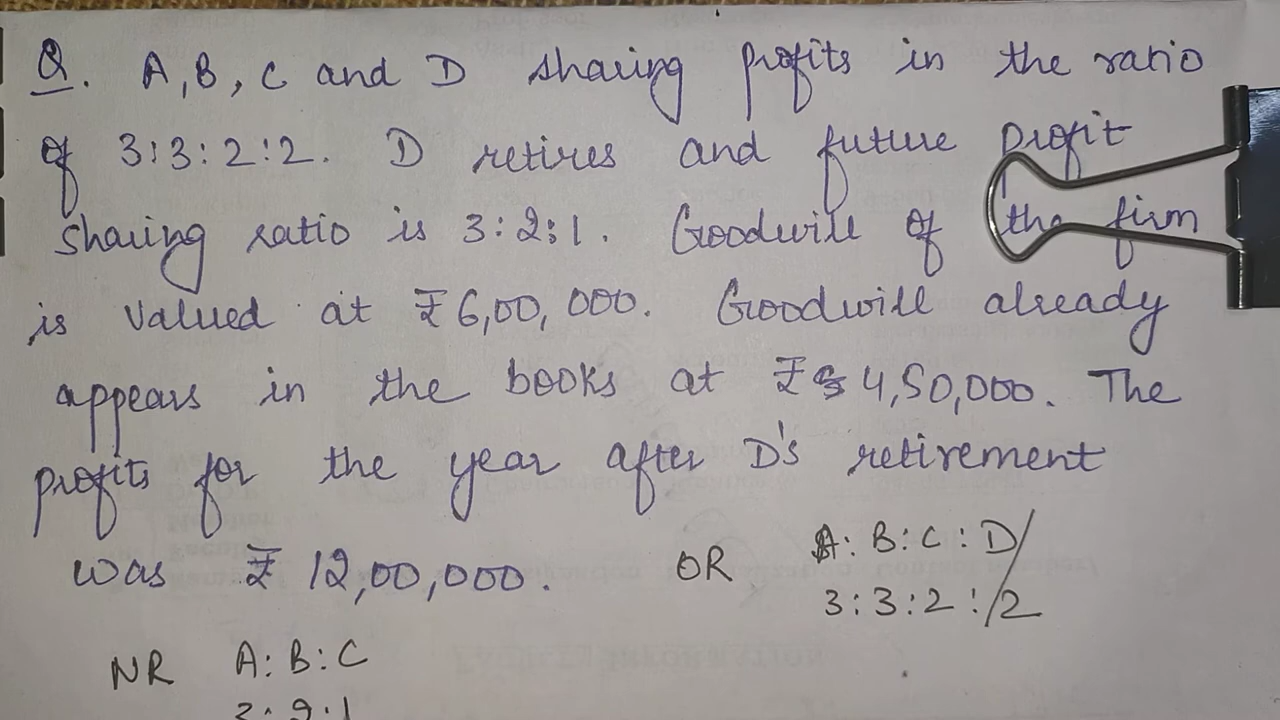 Q. A, B, C and D sharing profits in the ratio
of 3:3:2:2. D retires and future profit
sharing ratio is 3:2:1. Goodwill of the firm
is valued at ₹6,00,000. Goodwill already
appears in the books at ₹ 4,50,000. The
profits for the year after D's retirement
was ₹ 12,00,000.
OR A: B: C: D/
3:3:2:/2
NR A: B: C
3:2:1